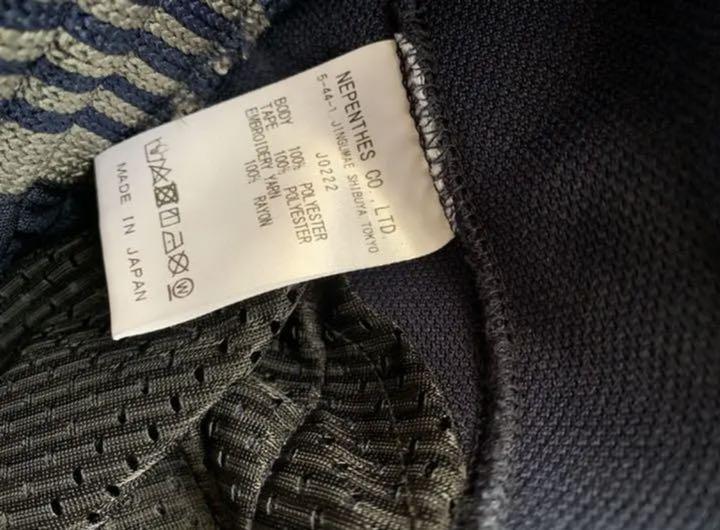 NEPENTHES CO.,LTD.
5-44-1 JINGUMAE SHIBUYA TOKYO
J0222
BODY 100% POLYESTER
TAPE 100% POLYESTER
EMBROIDERY YARN 100% RAYON
W
MADE IN JAPAN